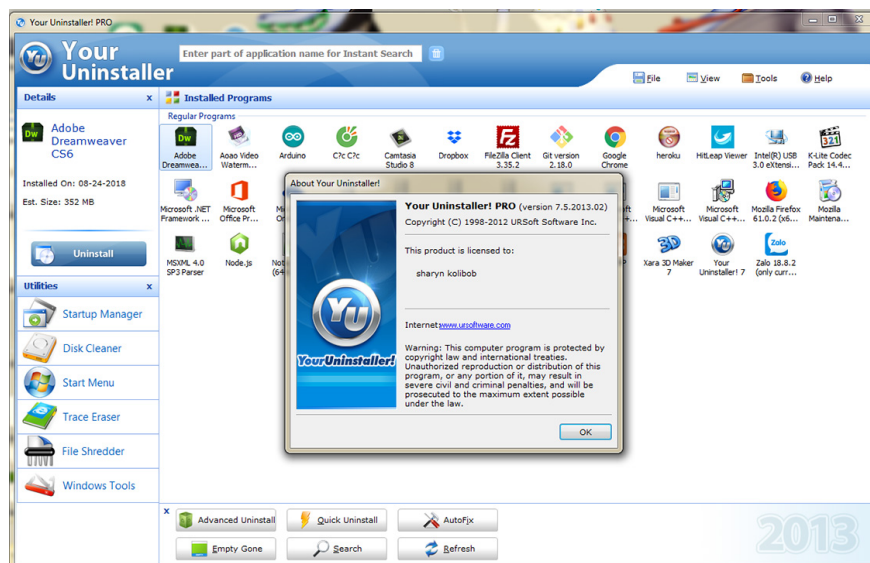 Your Uninstaller! PRO
Your
Uninstaller
Enter part of application name for Instant Search
File
View
Tools
Help
Details x
Installed Programs
Regular Programs
Adobe
Dreamweaver
CS6
Installed On: 08-24-2018
Est. Size: 352 MB
Uninstall
Utilities x
Startup Manager
Disk Cleaner
Start Menu
Trace Eraser
File Shredder
Windows Tools
Adobe
Dreamwea...
Aoao Video
Waterm...
Arduino
C?c C?c
Camtasia
Studio 8
Dropbox
FileZilla Client
3.35.2
Git version
2.18.0
Google
Chrome
heroku
HitLeap Viewer
Intel(R) USB
3.0 eXtensi...
K-Lite Codec
Pack 14.4...
Microsoft .NET
Framework ...
Microsoft
Office Pr...
Microsoft
Visual C++...
Microsoft
Visual C++...
Mozilla Firefox
61.0.2 (x6...
Mozilla
Maintena...
MSXML 4.0
SP3 Parser
Node.js
Xara 3D Maker
7
Your
Uninstaller! 7
Zalo 18.8.2
(only curr...
About Your Uninstaller!
YU
YourUninstaller!
Your Uninstaller! PRO (version 7.5.2013.02)
Copyright (C) 1998-2012 URSoft Software Inc.
This product is licensed to:
sharyn kolibob
Internet:www.ursoftware.com
Warning: This computer program is protected by
copyright law and international treaties.
Unauthorized reproduction or distribution of this
program, or any portion of it, may result in
severe civil and criminal penalties, and will be
prosecuted to the maximum extent possible
under the law.
OK
x
Advanced Uninstall
Quick Uninstall
AutoFix
Empty Gone
Search
Refresh
2013